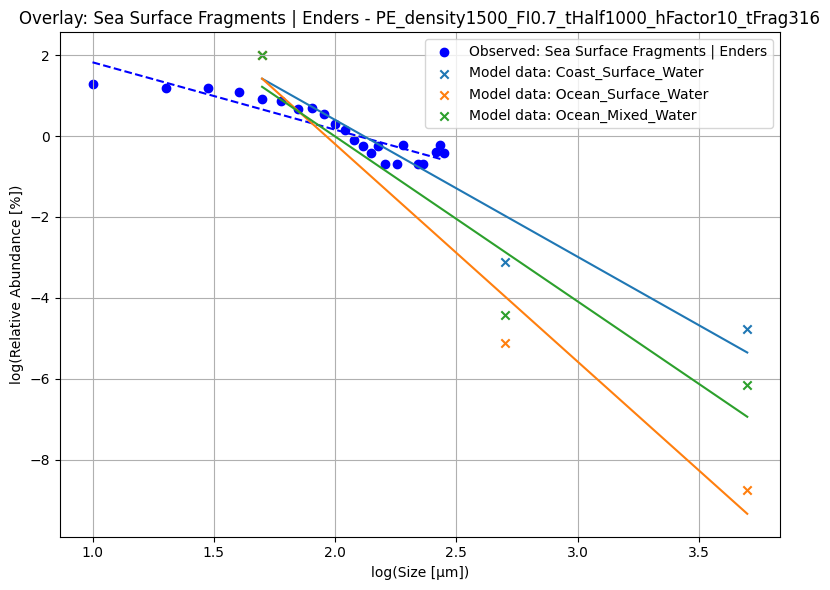 Overlay: Sea Surface Fragments | Enders - PE_density1500_FI0.7_tHalf1000_hFactor10_tFrag316
Observed: Sea Surface Fragments | Enders
Model data: Coast_Surface_Water
Model data: Ocean_Surface_Water
Model data: Ocean_Mixed_Water
log(Relative Abundance [%])
2
0
−2
−4
−6
−8
1.0
1.5
2.0
2.5
3.0
3.5
log(Size [μm])